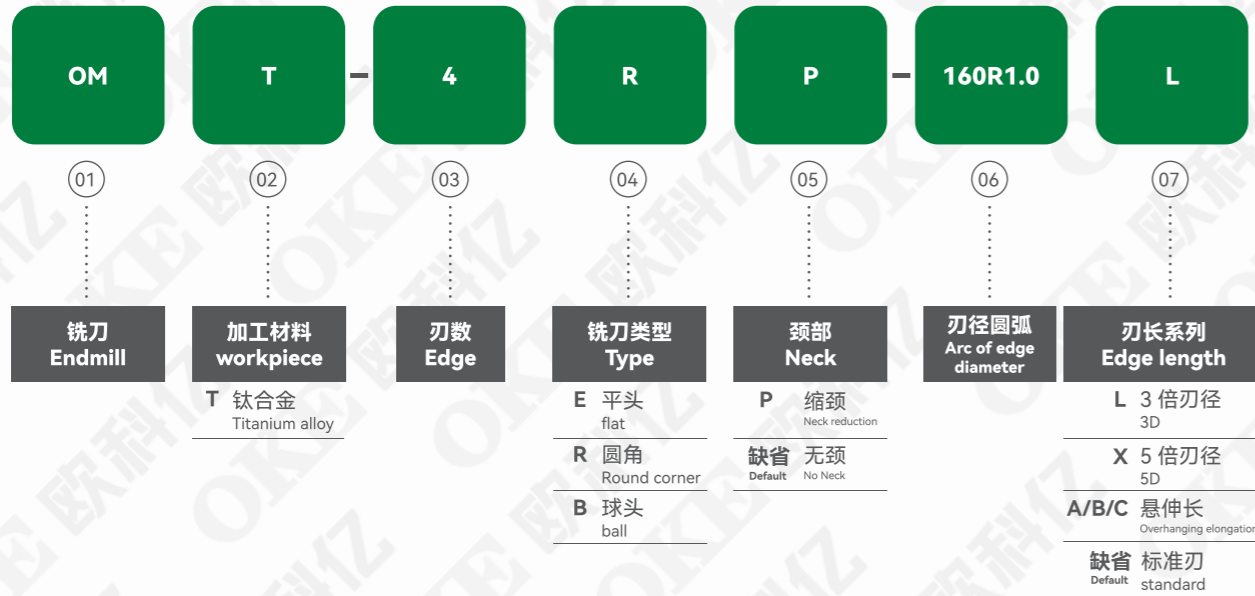 OM T - 4 R P - 160R1.0 L
01 02 03 04 05 06 07
铣刀
Endmill
加工材料
workpiece
T 钛合金
Titanium alloy
刃数
Edge
铣刀类型
Type
E 平头
flat
R 圆角
Round corner
B 球头
ball
颈部
Neck
P 缩颈
Neck reduction
缺省 无颈
Default No Neck
刃径圆弧
Arc of edge
diameter
刃长系列
Edge length
L 3 倍刃径
3D
X 5 倍刃径
5D
A/B/C 悬伸长
Overhanging elongation
缺省 标准刃
Default standard
OKE 欧科亿